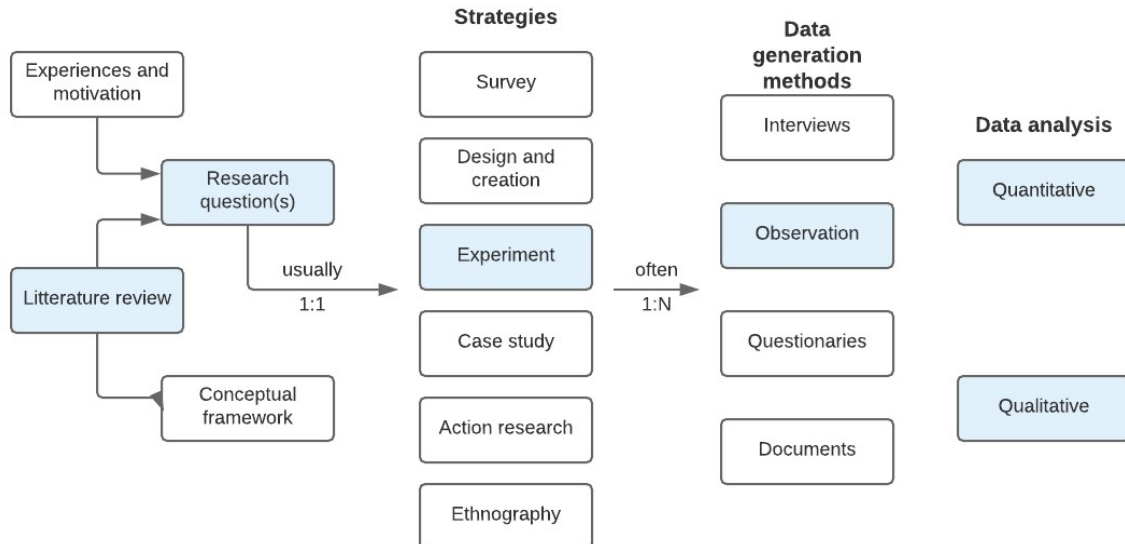 Strategies
Data
generation
methods
Data analysis
Experiences and
motivation
Research
question(s)
Litterature review
Conceptual
framework
usually
1:1
Survey
Design and
creation
Experiment
Case study
Action research
Ethnography
often
1:N
Interviews
Observation
Questionaries
Documents
Quantitative
Qualitative